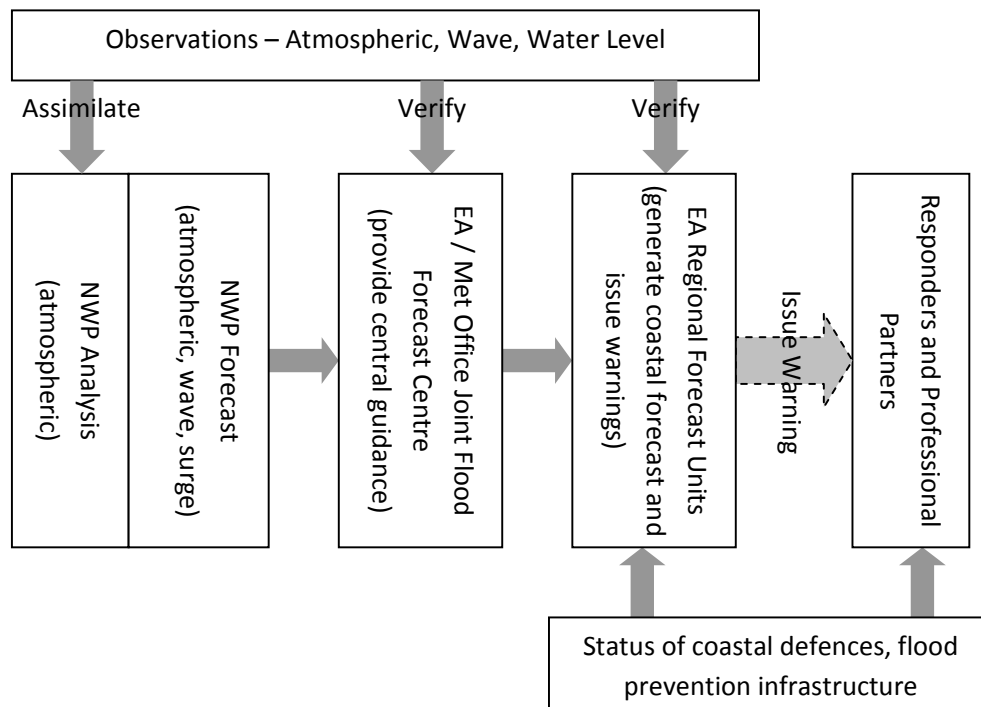 Observations – Atmospheric, Wave, Water Level
Assimilate
Verify
Verify
NWP Analysis
(atmospheric)
NWP Forecast
(atmospheric, wave, surge)
EA / Met Office Joint Flood
Forecast Centre
(provide central guidance)
EA Regional Forecast Units
(generate coastal forecast and
issue warnings)
Issue Warning
Responders and Professional
Partners
Status of coastal defences, flood
prevention infrastructure